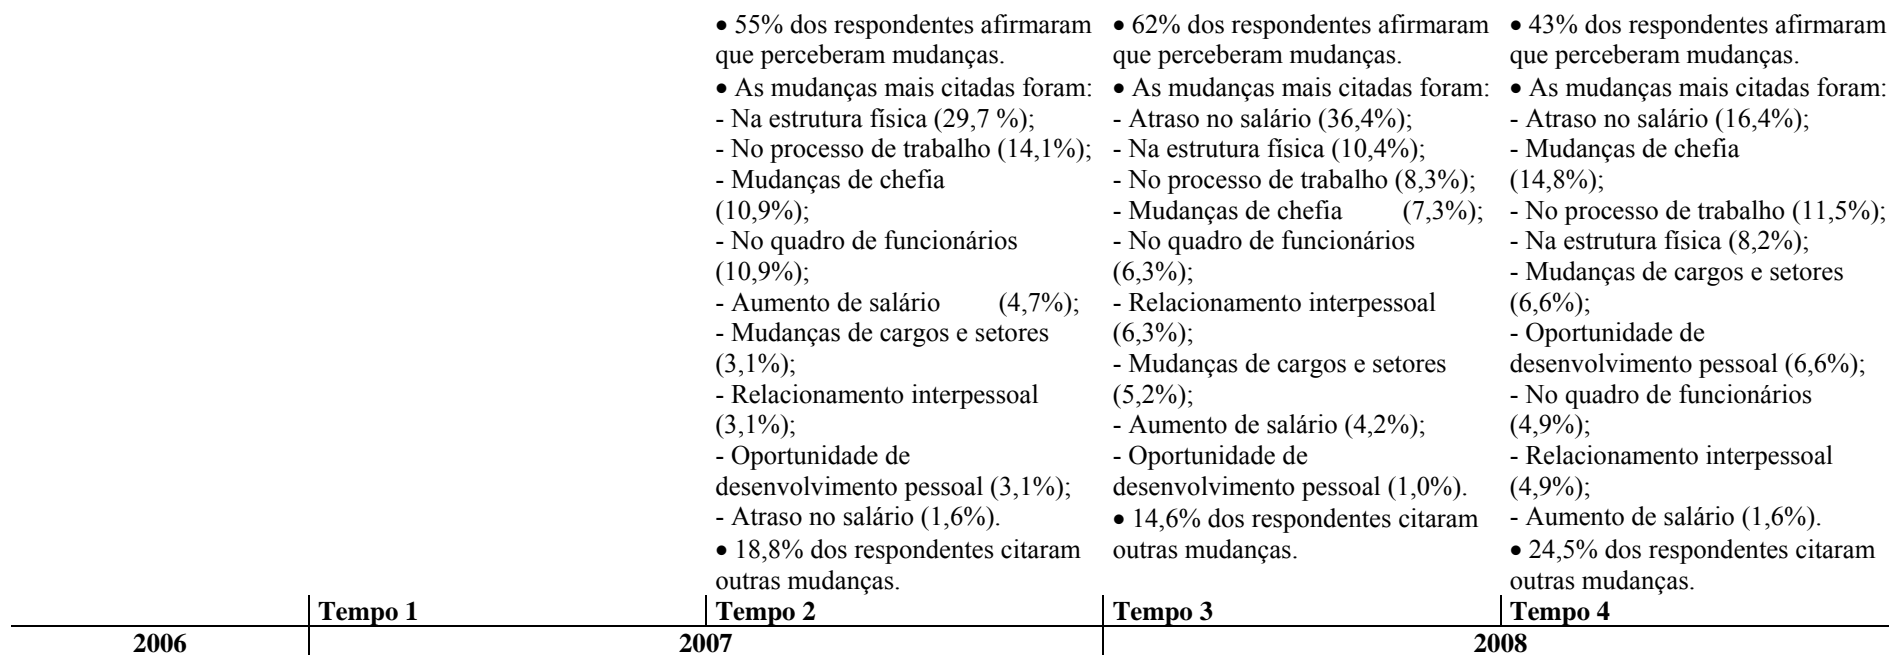 • 55% dos respondentes afirmaram
que perceberam mudanças.
• As mudanças mais citadas foram:
- Na estrutura física (29,7 %);
- No processo de trabalho (14,1%);
- Mudanças de chefia
(10,9%);
- No quadro de funcionários
(10,9%);
- Aumento de salário (4,7%);
- Mudanças de cargos e setores
(3,1%);
- Relacionamento interpessoal
(3,1%);
- Oportunidade de
desenvolvimento pessoal (3,1%);
- Atraso no salário (1,6%).
• 18,8% dos respondentes citaram
outras mudanças.
• 62% dos respondentes afirmaram
que perceberam mudanças.
• As mudanças mais citadas foram:
- Atraso no salário (36,4%);
- Na estrutura física (10,4%);
- No processo de trabalho (8,3%);
- Mudanças de chefia (7,3%);
- No quadro de funcionários
(6,3%);
- Relacionamento interpessoal
(6,3%);
- Mudanças de cargos e setores
(5,2%);
- Aumento de salário (4,2%);
- Oportunidade de
desenvolvimento pessoal (1,0%).
• 14,6% dos respondentes citaram
outras mudanças.
• 43% dos respondentes afirmaram
que perceberam mudanças.
• As mudanças mais citadas foram:
- Atraso no salário (16,4%);
- Mudanças de chefia
(14,8%);
- No processo de trabalho (11,5%);
- Na estrutura física (8,2%);
- Mudanças de cargos e setores
(6,6%);
- Oportunidade de
desenvolvimento pessoal (6,6%);
- No quadro de funcionários
(4,9%);
- Relacionamento interpessoal
(4,9%);
- Aumento de salário (1,6%).
• 24,5% dos respondentes citaram
outras mudanças.
Tempo 1 Tempo 2 Tempo 3 Tempo 4
2006 2007 2008